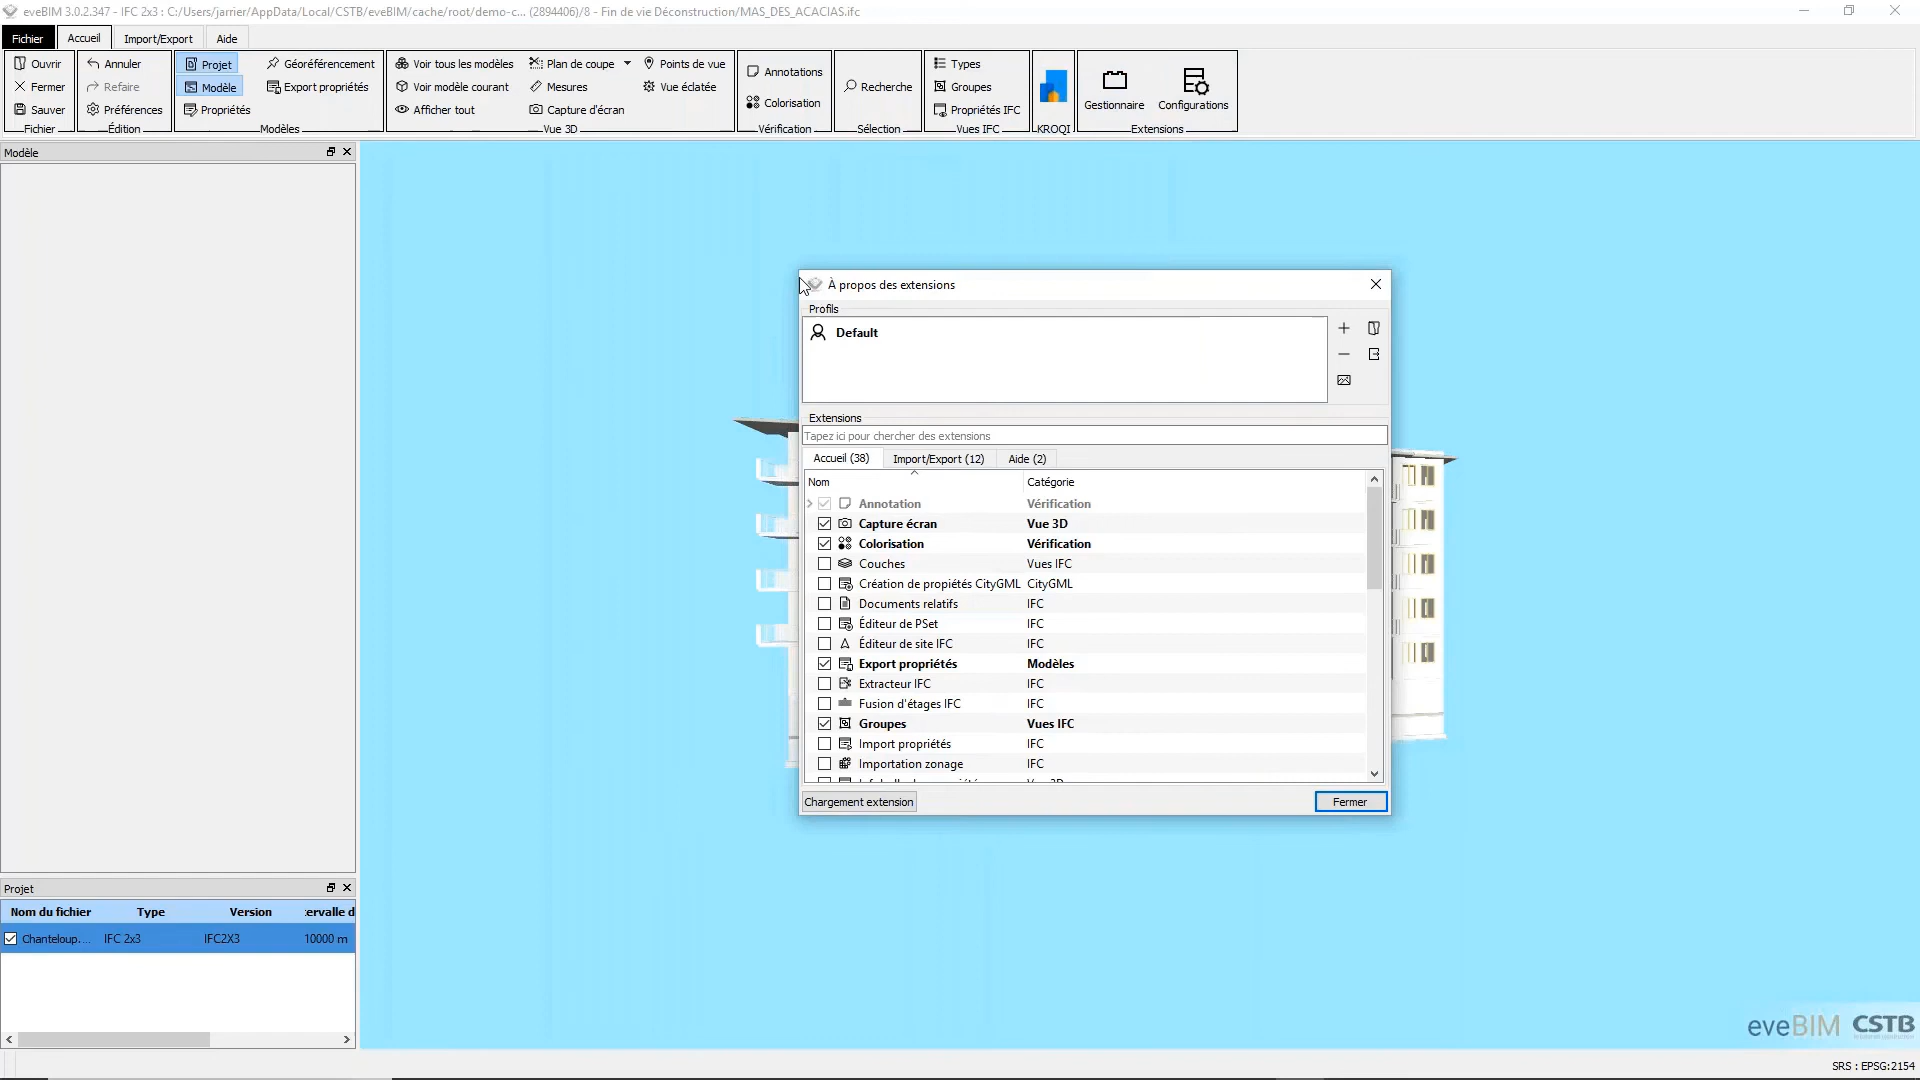 eveBIM 3.0.2.347 - IFC 2x3 : C:/Users/jarrier/AppData/Local/CSTB/eveBIM/cache/root/demo-c... (2894406)/8 - Fin de vie Déconstruction/MAS_DES_ACACIAS.ifc
Fichier Accueil Import/Export Aide
Ouvrir Annuler Projet Géoréférencement Voir tous les modèles Plan de coupe Points de vue Annotations Types
Fermer Refaire Modèle Export propriétés Voir modèle courant Mesures Vue éclatée Colorisation Recherche Groupes Gestionnaire Configurations
Sauver Préférences Propriétés Afficher tout Capture d'écran Propriétés IFC
Fichier Édition Modèles Vue 3D Vérification Sélection Vues IFC KROQI Extensions
Modèle
À propos des extensions
Profils
Default
Extensions
Tapez ici pour chercher des extensions
Accueil (38) Import/Export (12) Aide (2)
Nom Catégorie
Annotation Vérification
Capture écran Vue 3D
Colorisation Vérification
Couches Vues IFC
Création de propiétés CityGML CityGML
Documents relatifs IFC
Éditeur de PSet IFC
Éditeur de site IFC IFC
Export propriétés Modèles
Extracteur IFC IFC
Fusion d'étages IFC IFC
Groupes Vues IFC
Import propriétés IFC
Importation zonage IFC
Chargement extension Fermer
Projet
Nom du fichier Type Version ervalle d
Chanteloup.... IFC 2x3 IFC2X3 10000 m
eveBIM CSTB
SRS : EPSG:2154